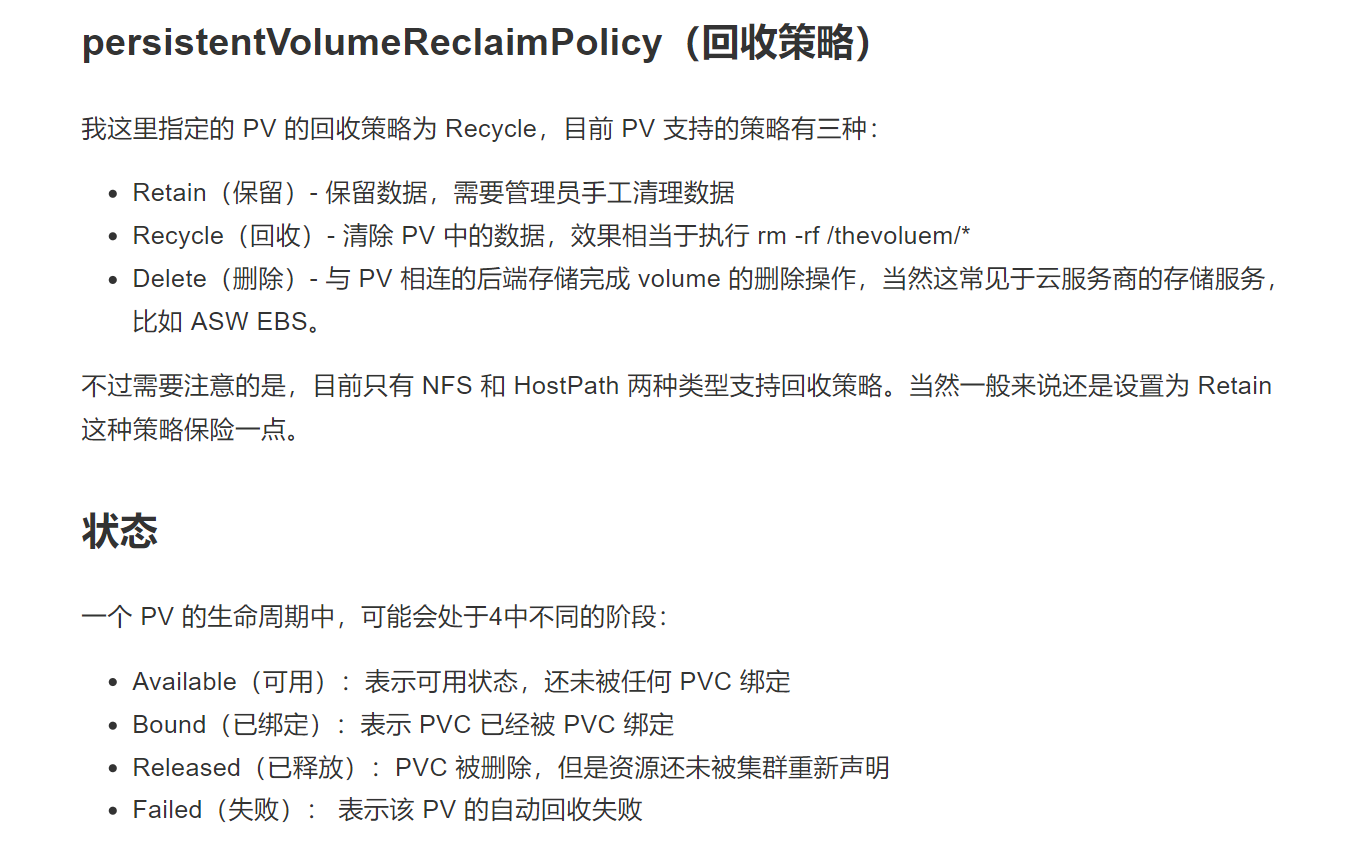 persistentVolumeReclaimPolicy（回收策略）
我这里指定的 PV 的回收策略为 Recycle，目前 PV 支持的策略有三种：
• Retain（保留）- 保留数据，需要管理员手工清理数据
• Recycle（回收）- 清除 PV 中的数据，效果相当于执行 rm -rf /thevoluem/*
• Delete（删除）- 与 PV 相连的后端存储完成 volume 的删除操作，当然这常见于云服务商的存储服务，
比如 ASW EBS。
不过需要注意的是，目前只有 NFS 和 HostPath 两种类型支持回收策略。当然一般来说还是设置为 Retain
这种策略保险一点。
状态
一个 PV 的生命周期中，可能会处于4中不同的阶段：
• Available（可用）：表示可用状态，还未被任何 PVC 绑定
• Bound（已绑定）：表示 PVC 已经被 PVC 绑定
• Released（已释放）：PVC 被删除，但是资源还未被集群重新声明
• Failed（失败）： 表示该 PV 的自动回收失败